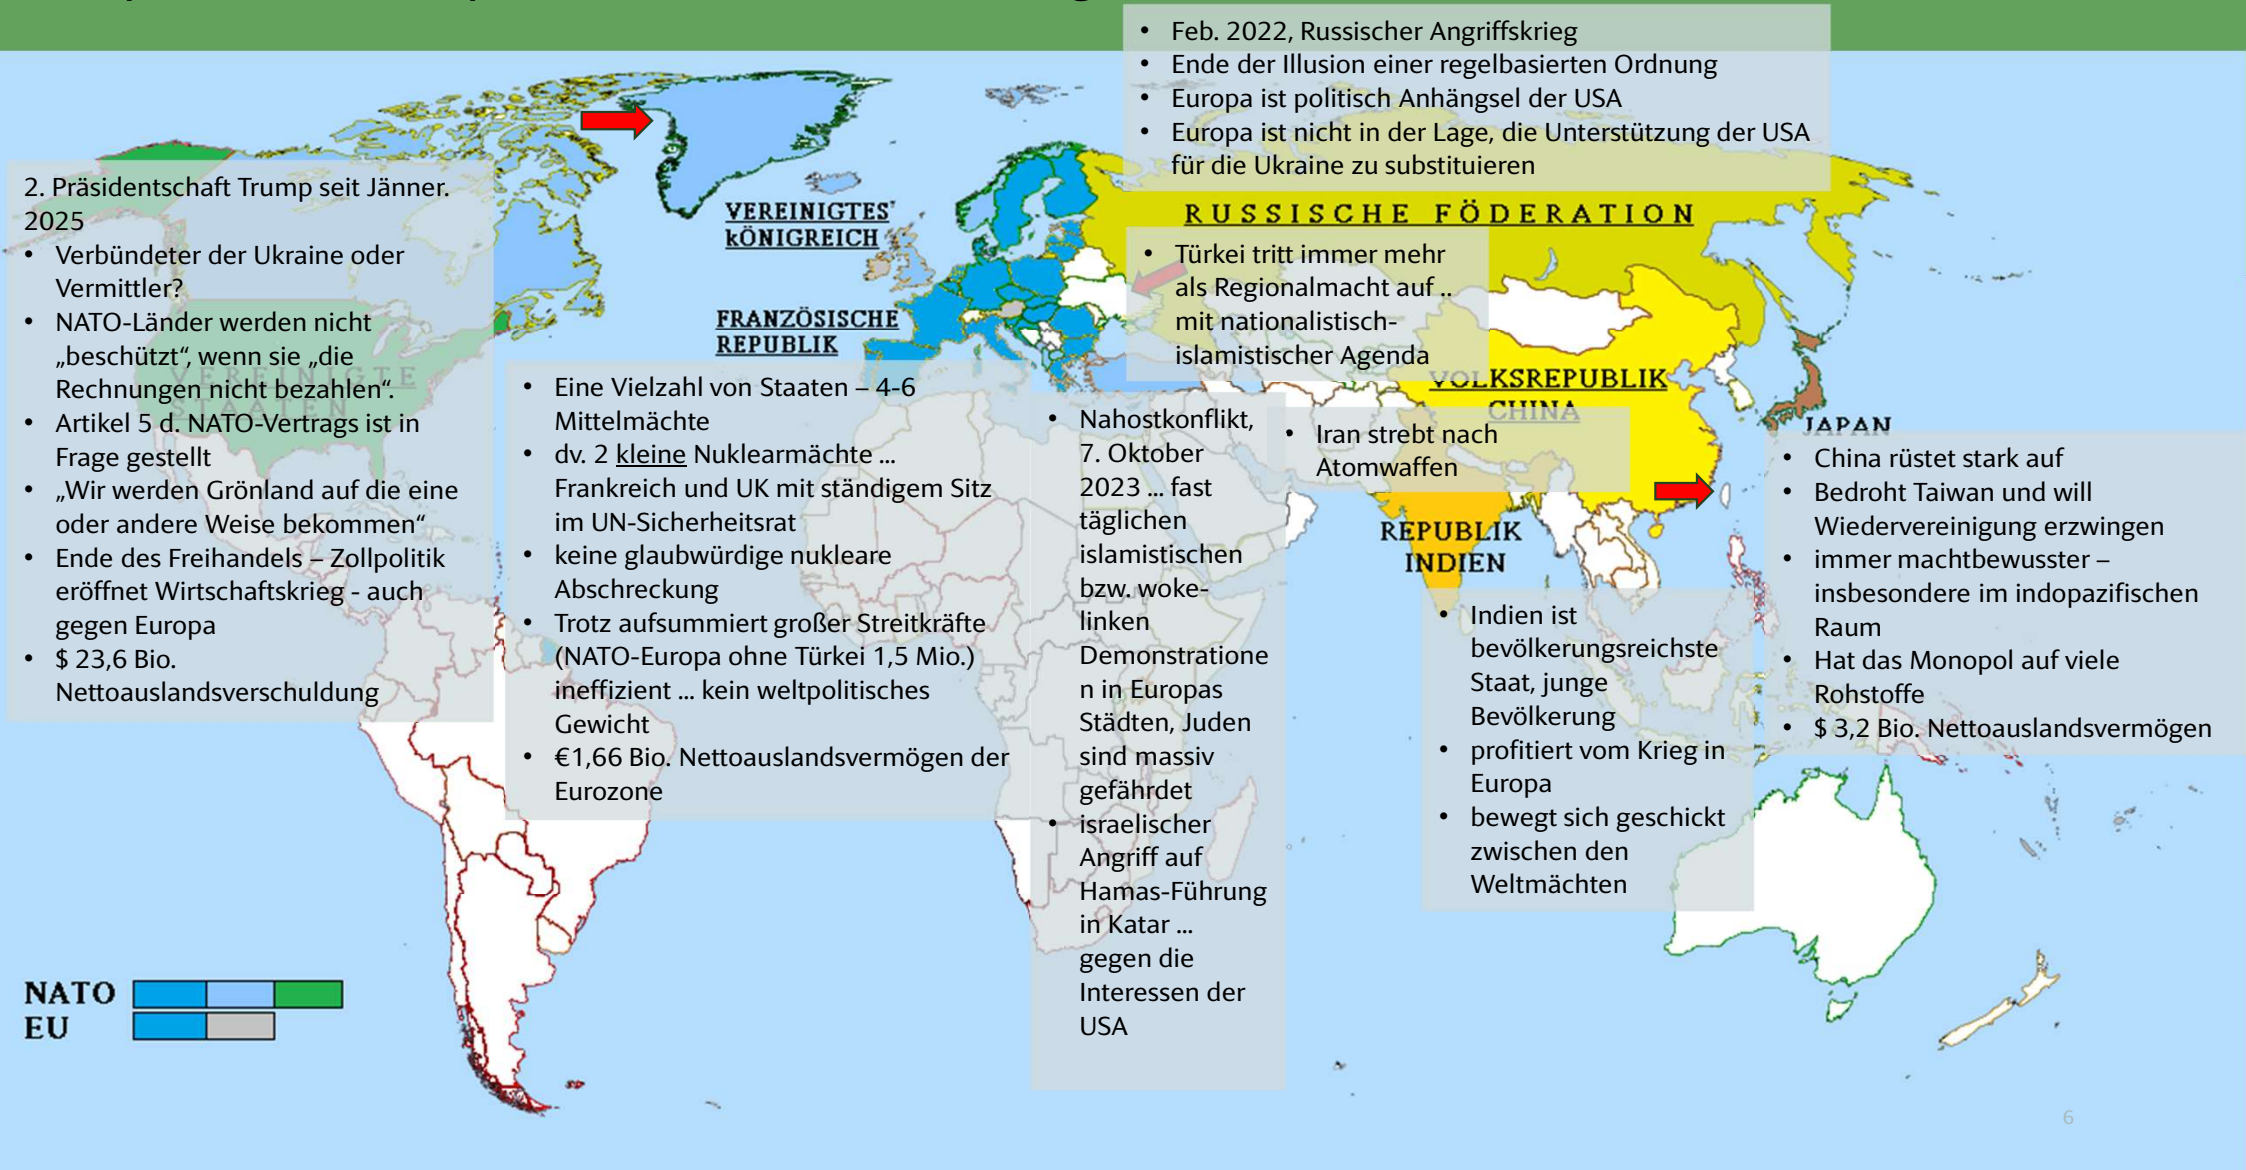 • Feb. 2022, Russischer Angriffskrieg
• Ende der Illusion einer regelbasierten Ordnung
• Europa ist politisch Anhängsel der USA
• Europa ist nicht in der Lage, die Unterstützung der USA
für die Ukraine zu substituieren
2. Präsidentschaft Trump seit Jänner.
2025
• Verbündeter der Ukraine oder
Vermittler?
• NATO-Länder werden nicht
„beschützt“, wenn sie „die
Rechnungen nicht bezahlen“.
• Artikel 5 d. NATO-Vertrags ist in
Frage gestellt
• „Wir werden Grönland auf die eine
oder andere Weise bekommen“
• Ende des Freihandels – Zollpolitik
eröffnet Wirtschaftskrieg - auch
gegen Europa
• $ 23,6 Bio.
Nettoauslandsverschuldung
VEREINIGTE
STAATEN
VEREINIGTES'
kÖNIGREICH
FRANZÖSISCHE
REPUBLIK
RUSSISCHE FÖDERATION
• Türkei tritt immer mehr
als Regionalmacht auf ..
mit nationalistisch-
islamistischer Agenda
• Eine Vielzahl von Staaten – 4-6
Mittelmächte
• dv. 2 kleine Nuklearmächte ...
Frankreich und UK mit ständigem Sitz
im UN-Sicherheitsrat
• keine glaubwürdige nukleare
Abschreckung
• Trotz aufsummiert großer Streitkräfte
(NATO-Europa ohne Türkei 1,5 Mio.)
ineffizient ... kein weltpolitisches
Gewicht
• €1,66 Bio. Nettoauslandsvermögen der
Eurozone
• Nahostkonflikt,
7. Oktober
2023 ... fast
täglichen
islamistischen
bzw. woke-
linken
Demonstratione
n in Europas
Städten, Juden
sind massiv
gefährdet
• israelischer
Angriff auf
Hamas-Führung
in Katar ...
gegen die
Interessen der
USA
VOLKSREPUBLIK
CHINA
• Iran strebt nach
Atomwaffen
REPUBLIK
INDIEN
• Indien ist
bevölkerungsreichste
Staat, junge
Bevölkerung
• profitiert vom Krieg in
Europa
• bewegt sich geschickt
zwischen den
Weltmächten
JAPAN
• China rüstet stark auf
• Bedroht Taiwan und will
Wiedervereinigung erzwingen
• immer machtbewusster –
insbesondere im indopazifischen
Raum
• Hat das Monopol auf viele
Rohstoffe
• $ 3,2 Bio. Nettoauslandsvermögen
NATO
EU
6